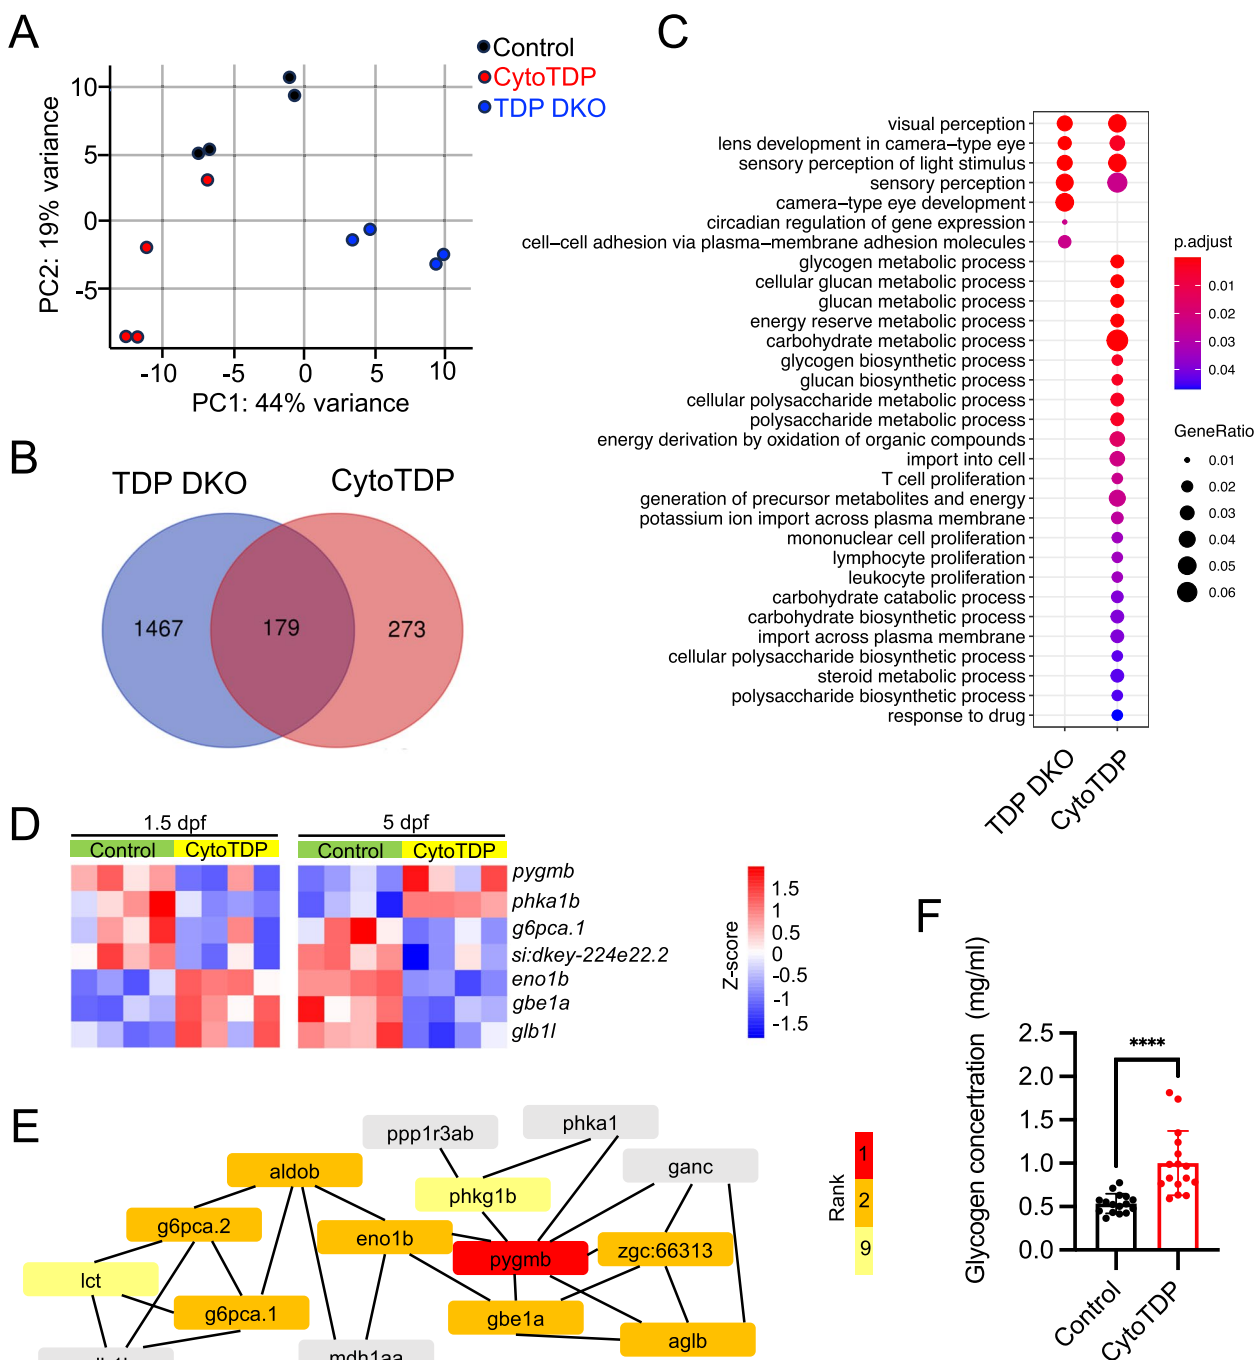 A
Control
CytoTDP
TDP DKO
10
5
0
-5
-10
-5
0
5
10
PC2: 19% variance
PC1: 44% variance
B
TDP DKO
CytoTDP
1467
179
273
C
visual perception
lens development in camera−type eye
sensory perception of light stimulus
sensory perception
camera−type eye development
circadian regulation of gene expression
cell−cell adhesion via plasma−membrane adhesion molecules
glycogen metabolic process
cellular glucan metabolic process
glucan metabolic process
energy reserve metabolic process
carbohydrate metabolic process
glycogen biosynthetic process
glucan biosynthetic process
cellular polysaccharide metabolic process
polysaccharide metabolic process
energy derivation by oxidation of organic compounds
import into cell
T cell proliferation
generation of precursor metabolites and energy
potassium ion import across plasma membrane
mononuclear cell proliferation
lymphocyte proliferation
leukocyte proliferation
carbohydrate catabolic process
carbohydrate biosynthetic process
import across plasma membrane
cellular polysaccharide biosynthetic process
steroid metabolic process
polysaccharide biosynthetic process
response to drug
TDP DKO
CytoTDP
p.adjust
0.01
0.02
0.03
0.04
GeneRatio
0.01
0.02
0.03
0.04
0.05
0.06
D
1.5 dpf
5 dpf
Control
CytoTDP
Control
CytoTDP
pygmb
phka1b
g6pca.1
si:dkey-224e22.2
eno1b
gbe1a
glb1l
Z-score
1.5
1
0.5
0
-0.5
-1
-1.5
E
ppp1r3ab
phka1
ganc
aldob
phkg1b
g6pca.2
eno1b
pygmb
zgc:66313
lct
g6pca.1
gbe1a
aglb
mdh1aa
Rank
1
2
9
F
Glycogen concertration (mg/ml)
2.5
2.0
1.5
1.0
0.5
0.0
****
Control
CytoTDP